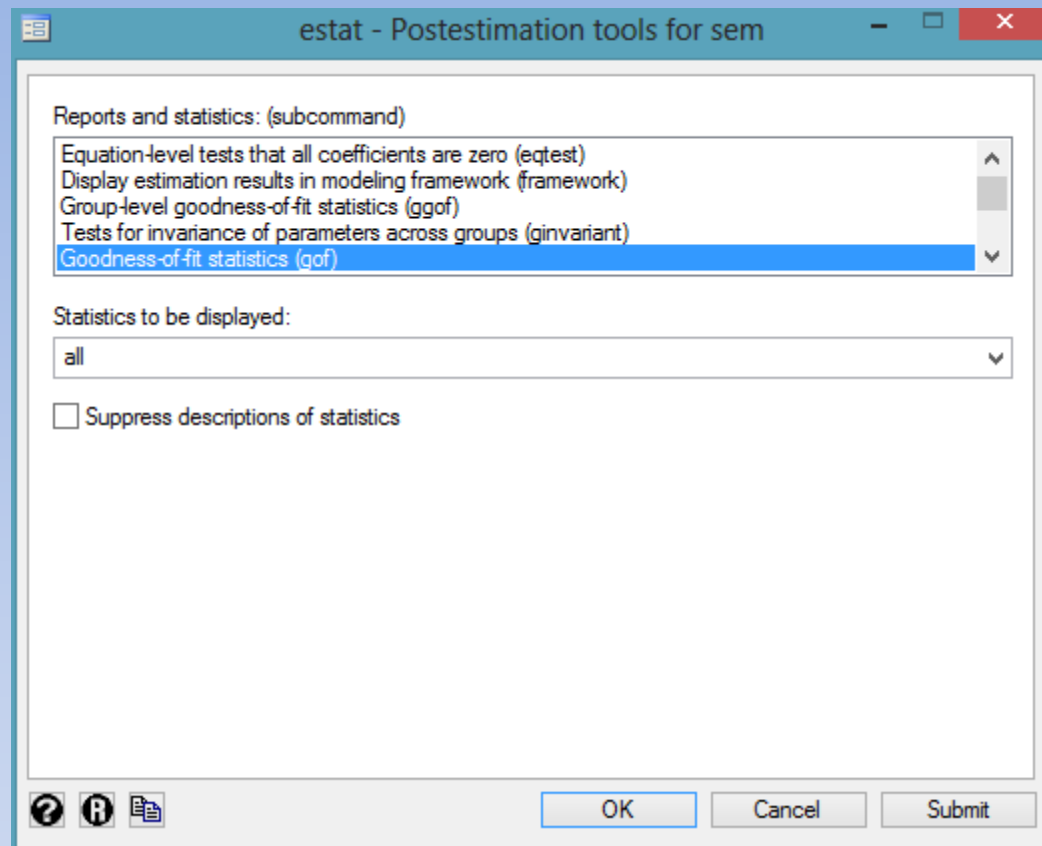 estat - Postestimation tools for sem
Reports and statistics: (subcommand)
Equation-level tests that all coefficients are zero (eqtest)
Display estimation results in modeling framework (framework)
Group-level goodness-of-fit statistics (ggof)
Tests for invariance of parameters across groups (ginvariant)
Goodness-of-fit statistics (gof)
Statistics to be displayed:
all
Suppress descriptions of statistics
? R OK Cancel Submit